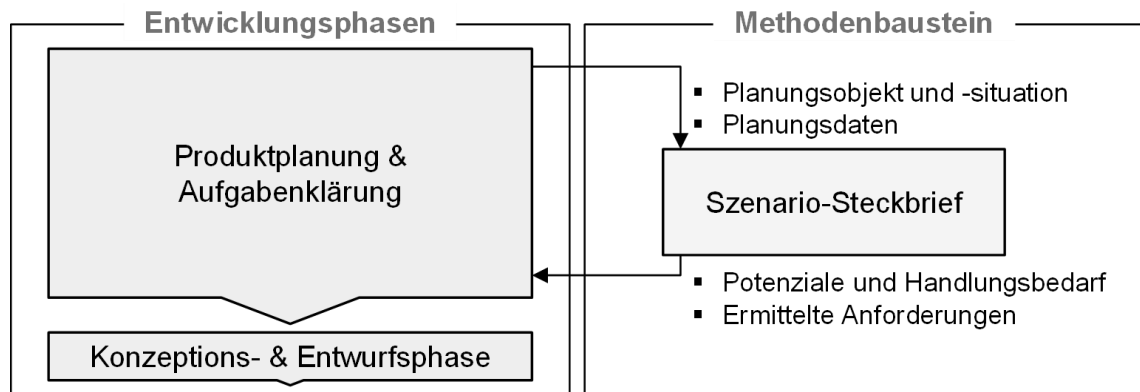 Entwicklungsphasen
Produktplanung &
Aufgabenklärung
Konzeptions- & Entwurfsphase
Methodenbaustein
▪ Planungsobjekt und -situation
▪ Planungsdaten
Szenario-Steckbrief
▪ Potenziale und Handlungsbedarf
▪ Ermittelte Anforderungen